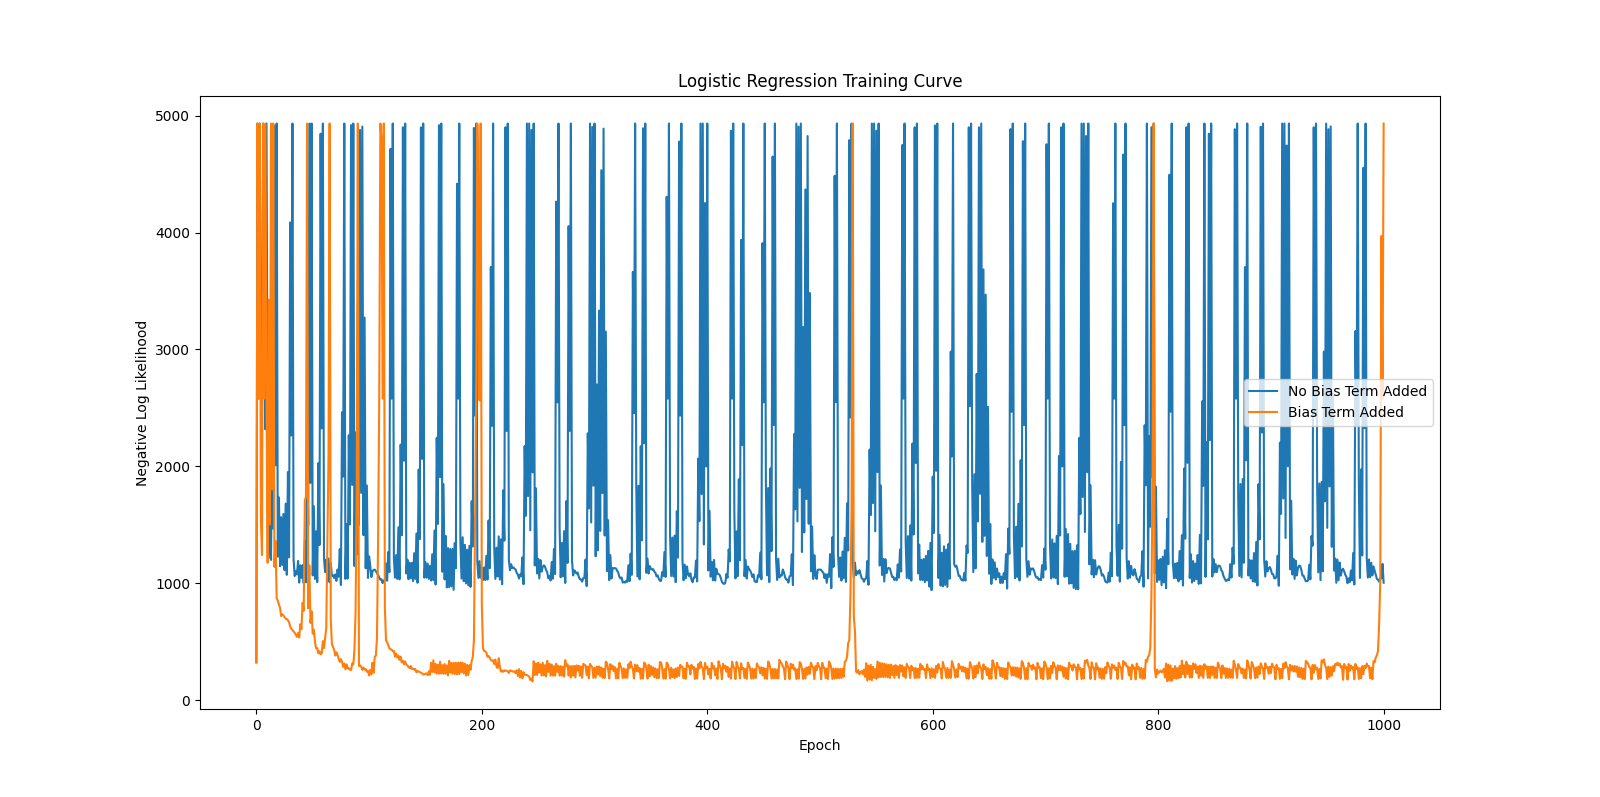 Logistic Regression Training Curve
5000
4000
3000
2000
1000
0
Negative Log Likelihood
No Bias Term Added
Bias Term Added
0 200 400 600 800 1000
Epoch